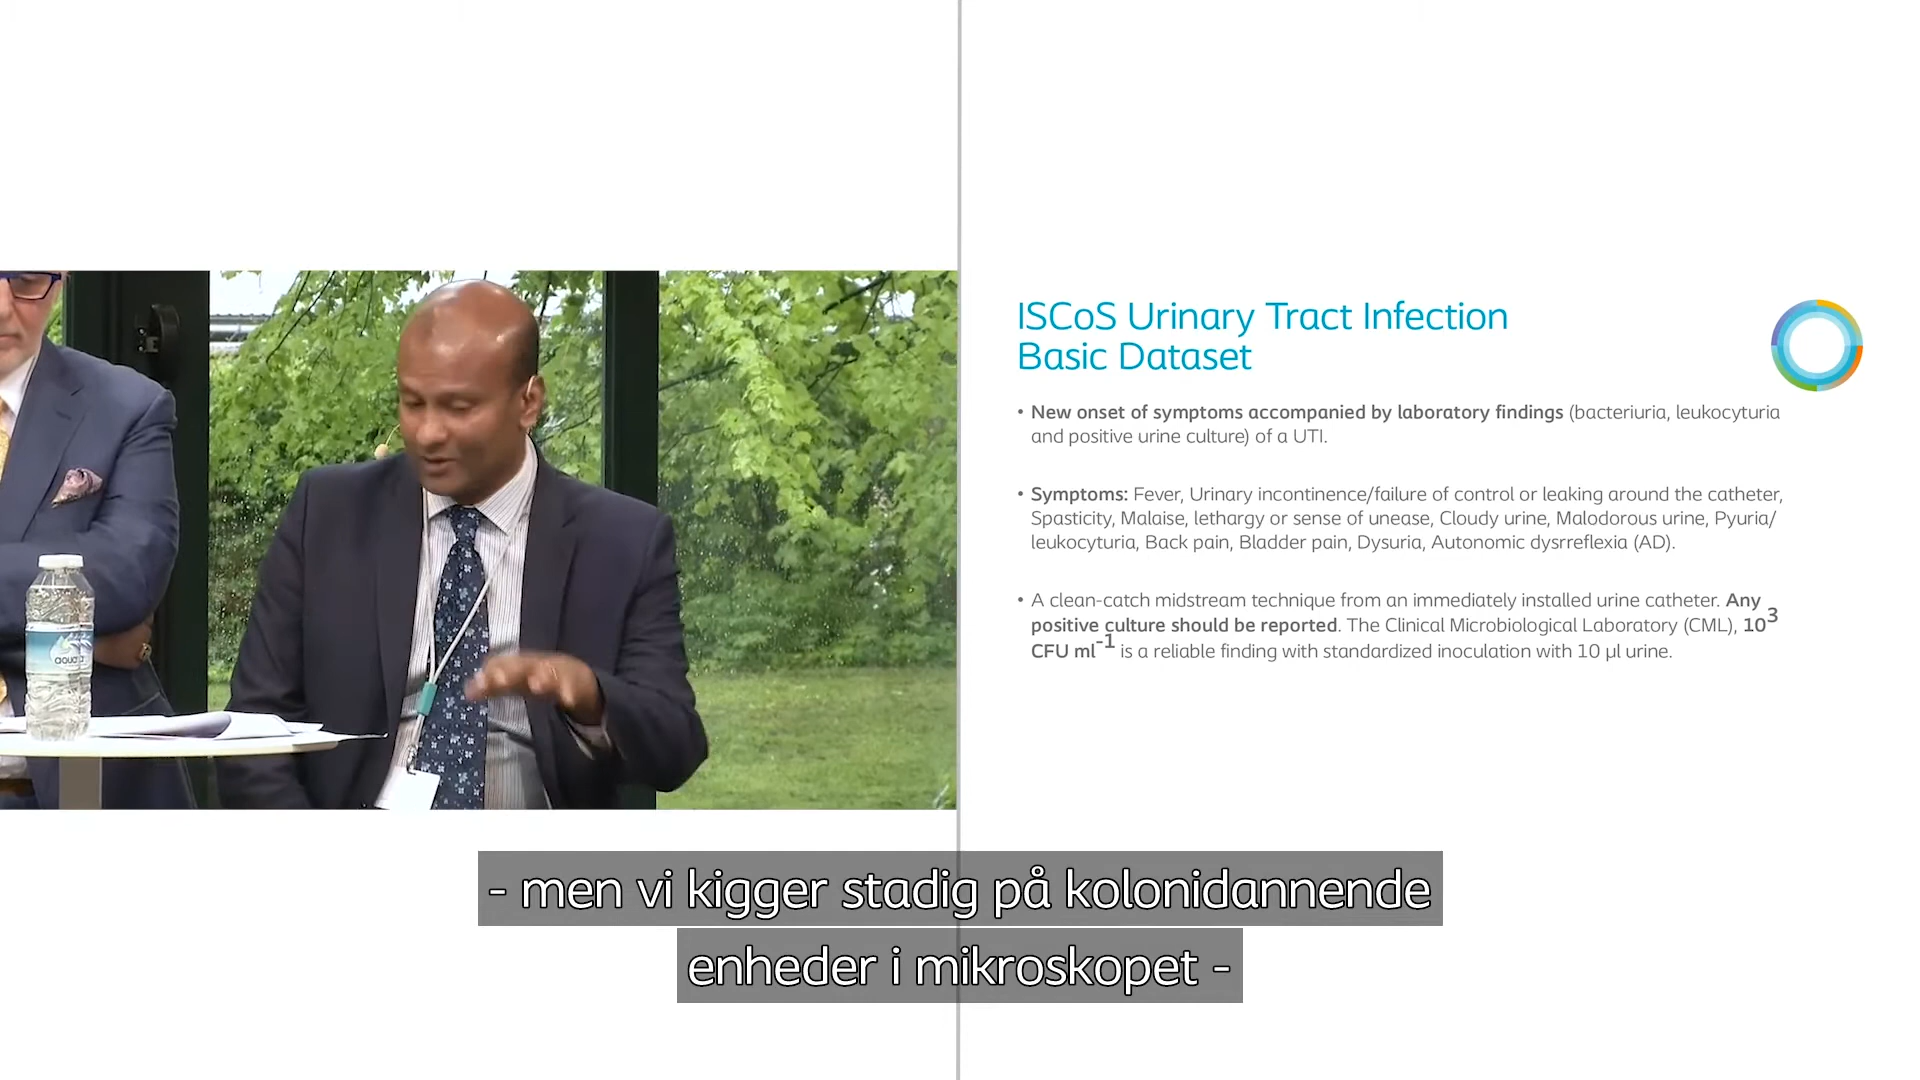 ISCoS Urinary Tract Infection
Basic Dataset
• New onset of symptoms accompanied by laboratory findings (bacteriuria, leukocyturia
and positive urine culture) of a UTI.
• Symptoms: Fever, Urinary incontinence/failure of control or leaking around the catheter,
Spasticity, Malaise, lethargy or sense of unease, Cloudy urine, Malodorous urine, Pyuria/
leukocyturia, Back pain, Bladder pain, Dysuria, Autonomic dysrreflexia (AD).
• A clean-catch midstream technique from an immediately installed urine catheter. Any
positive culture should be reported. The Clinical Microbiological Laboratory (CML), 10³
CFU ml⁻¹ is a reliable finding with standardized inoculation with 10 µl urine.
- men vi kigger stadig på kolonidannende
enheder i mikroskopet -